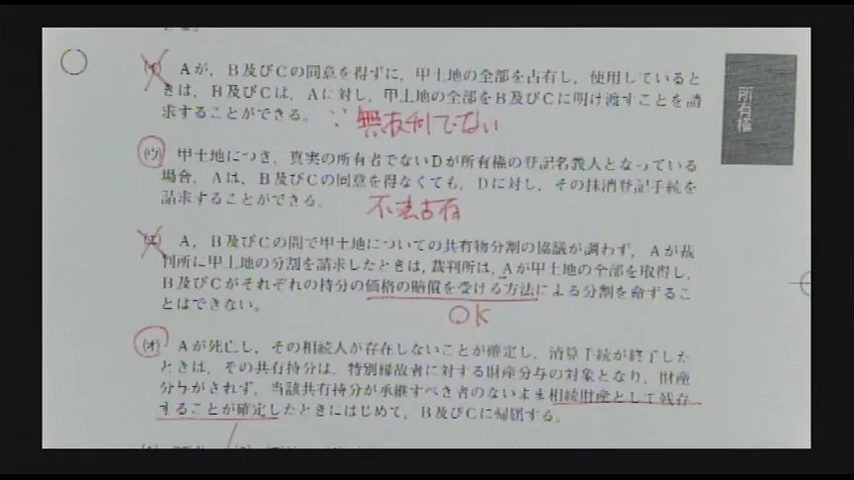 (イ) Aが，B及びCの同意を得ずに，甲土地の全部を占有し，使用していると
きは，B及びCは，Aに対し，甲土地の全部をB及びCに明け渡すことを請
求することができる。 ∵無权利でない
所有権
(ウ) 甲土地につき，真実の所有者でないDが所有権の登記名義人となっている
場合，Aは，B及びCの同意を得なくても，Dに対し，その抹消登記手続を
請求することができる。 不法占有
(エ) A，B及びCの間で甲土地についての共有物分割の協議が調わず，Aが裁
判所に甲土地の分割を請求したときは，裁判所は，Aが甲土地の全部を取得し，
B及びCがそれぞれの持分の価格の賠償を受ける方法による分割を命ずるこ
とはできない。
OK
(オ) Aが死亡し，その相続人が存在しないことが確定し，清算手続が終了した
ときは，その共有持分は，特別縁故者に対する財産分与の対象となり，財産
分与がされず，当該共有持分が承継すべき者のないまま相続財産として残存
することが確定したときにはじめて，B及びCに帰属する。